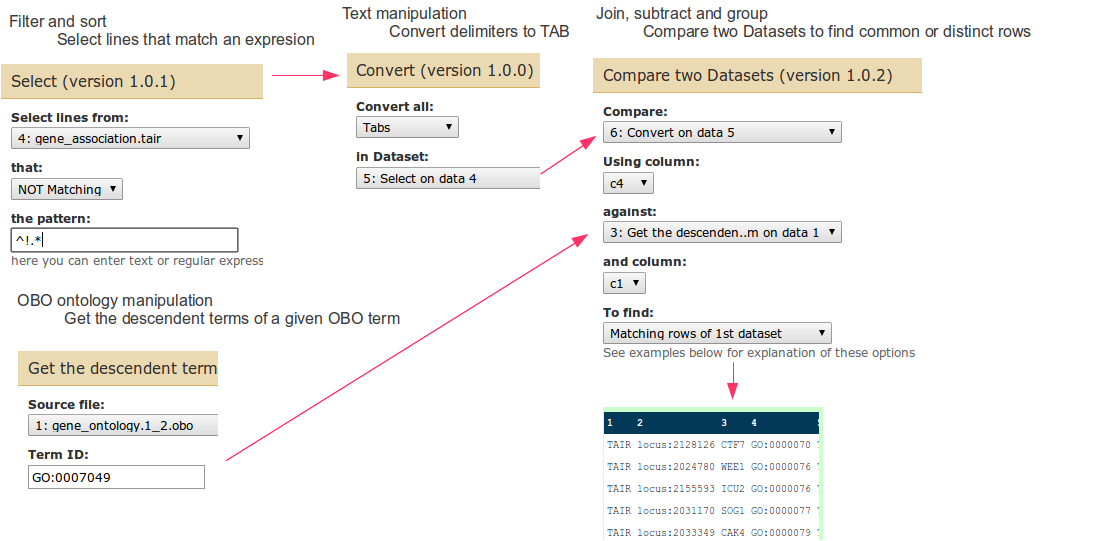 Filter and sort
Select lines that match an expresion
Select (version 1.0.1)
Select lines from:
4: gene_association.tair
that:
NOT Matching
the pattern:
^!.*
here you can enter text or regular express
Text manipulation
Convert delimiters to TAB
Convert (version 1.0.0)
Convert all:
Tabs
in Dataset:
5: Select on data 4
OBO ontology manipulation
Get the descendent terms of a given OBO term
Get the descendent term
Source file:
1: gene_ontology.1_2.obo
Term ID:
GO:0007049
Join, subtract and group
Compare two Datasets to find common or distinct rows
Compare two Datasets (version 1.0.2)
Compare:
6: Convert on data 5
Using column:
c4
against:
3: Get the descenden..m on data 1
and column:
c1
To find:
Matching rows of 1st dataset
See examples below for explanation of these options
1 2 3 4
TAIR locus:2128126 CTF7 GO:0000070
TAIR locus:2024780 WEE1 GO:0000076
TAIR locus:2155593 ICU2 GO:0000076
TAIR locus:2031170 SOG1 GO:0000077
TAIR locus:2033349 CAK4 GO:0000079